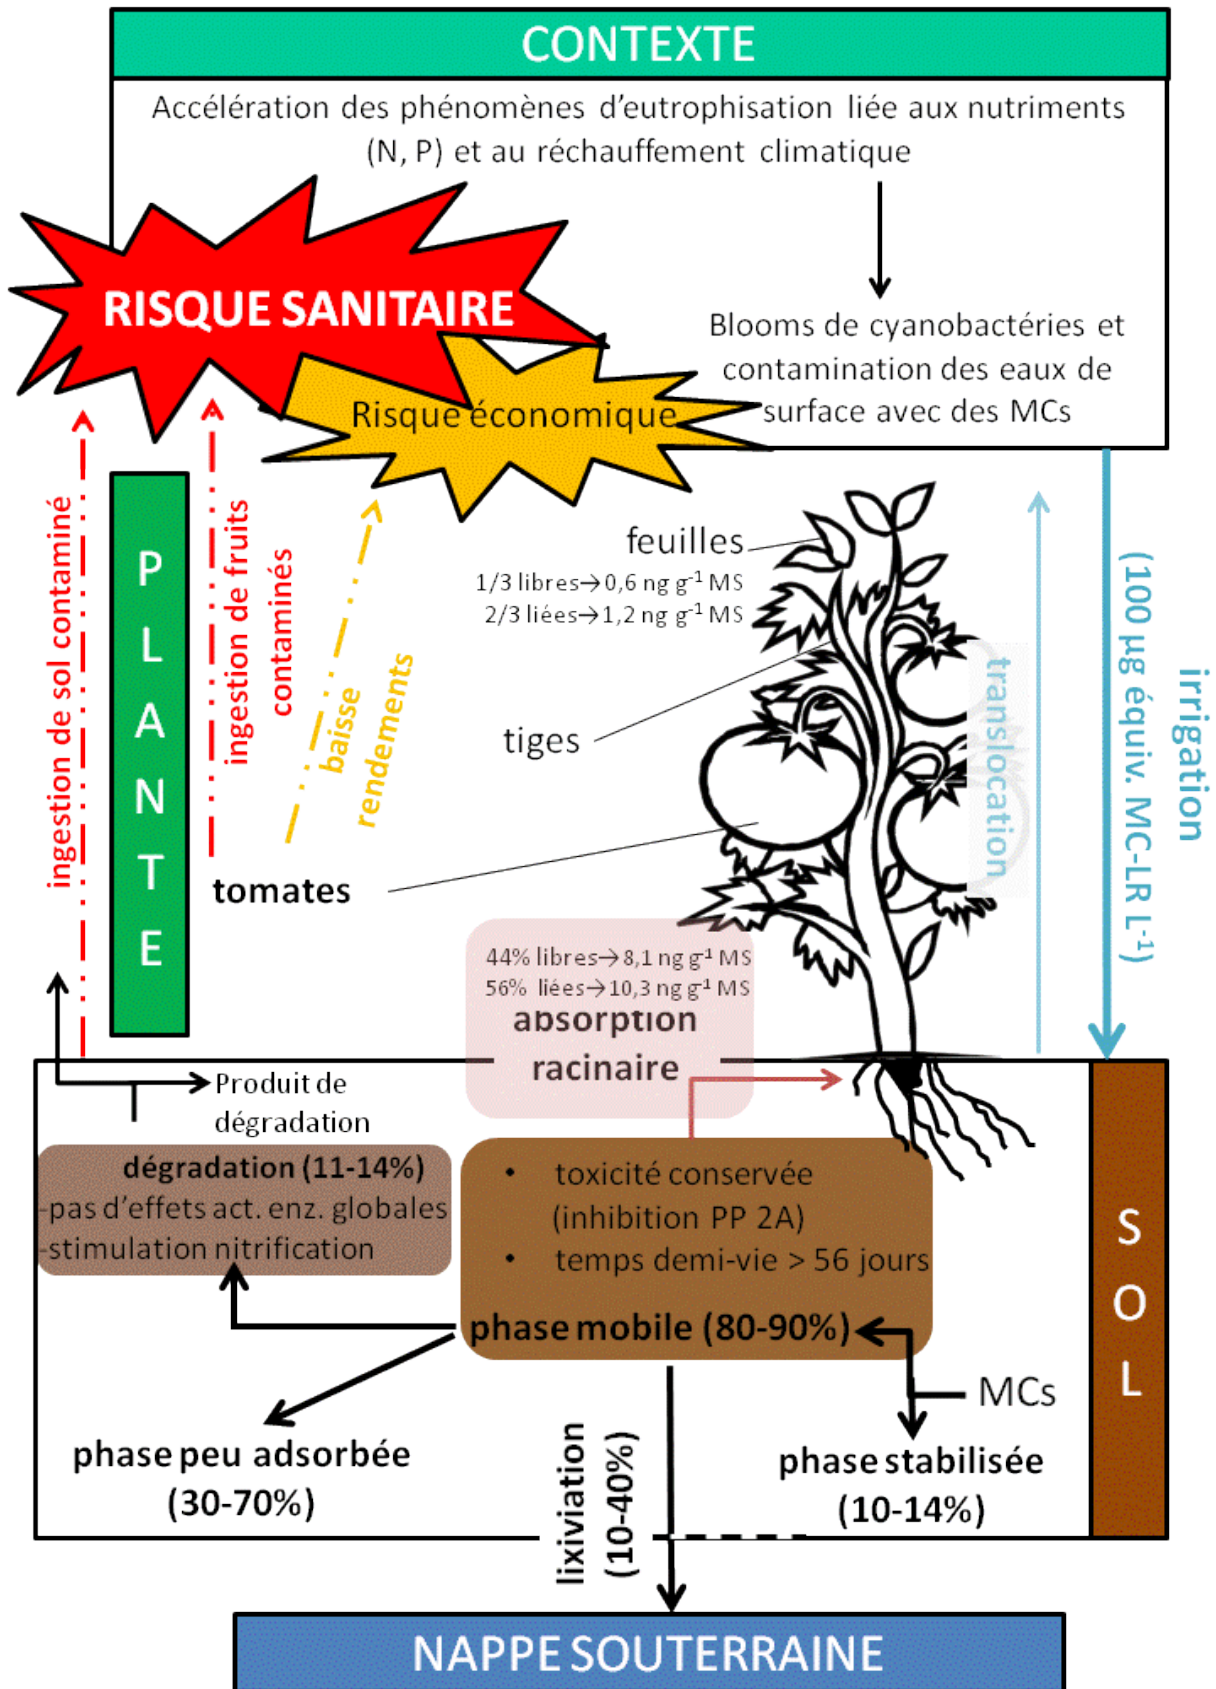 CONTEXTE
Accélération des phénomènes d'eutrophisation liée aux nutriments
(N, P) et au réchauffement climatique
RISQUE SANITAIRE
Risque économique
Blooms de cyanobactéries et
contamination des eaux de
surface avec des MCs
PLANTE
ingestion de sol contaminé
ingestion de fruits
contaminés
baisse
rendements
feuilles
1/3 libres→0,6 ng g⁻¹ MS
2/3 liées→1,2 ng g⁻¹ MS
tiges
tomates
translocation
irrigation
(100 µg équiv. MC-LR L⁻¹)
44% libres→8,1 ng g⁻¹ MS
56% liées→10,3 ng g⁻¹ MS
absorption
racinaire
Produit de
dégradation
dégradation (11-14%)
-pas d'effets act. enz. globales
-stimulation nitrification
• toxicité conservée
(inhibition PP 2A)
• temps demi-vie > 56 jours
phase mobile (80-90%)
MCs
SOL
phase peu adsorbée
(30-70%)
lixiviation
(10-40%)
phase stabilisée
(10-14%)
NAPPE SOUTERRAINE